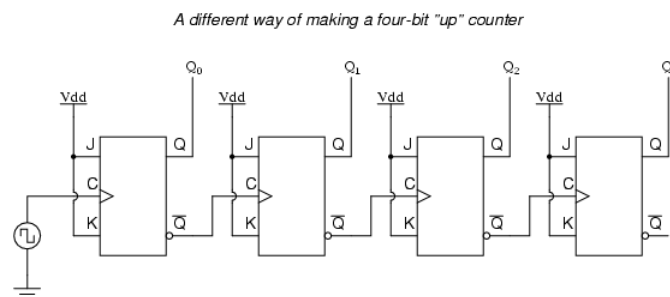 A different way of making a four-bit "up" counter
Q0 Q1 Q2 Q
Vdd Vdd Vdd Vdd
J Q J Q J Q J Q
C C C C
K Q̅ K Q̅ K Q̅ K Q̅